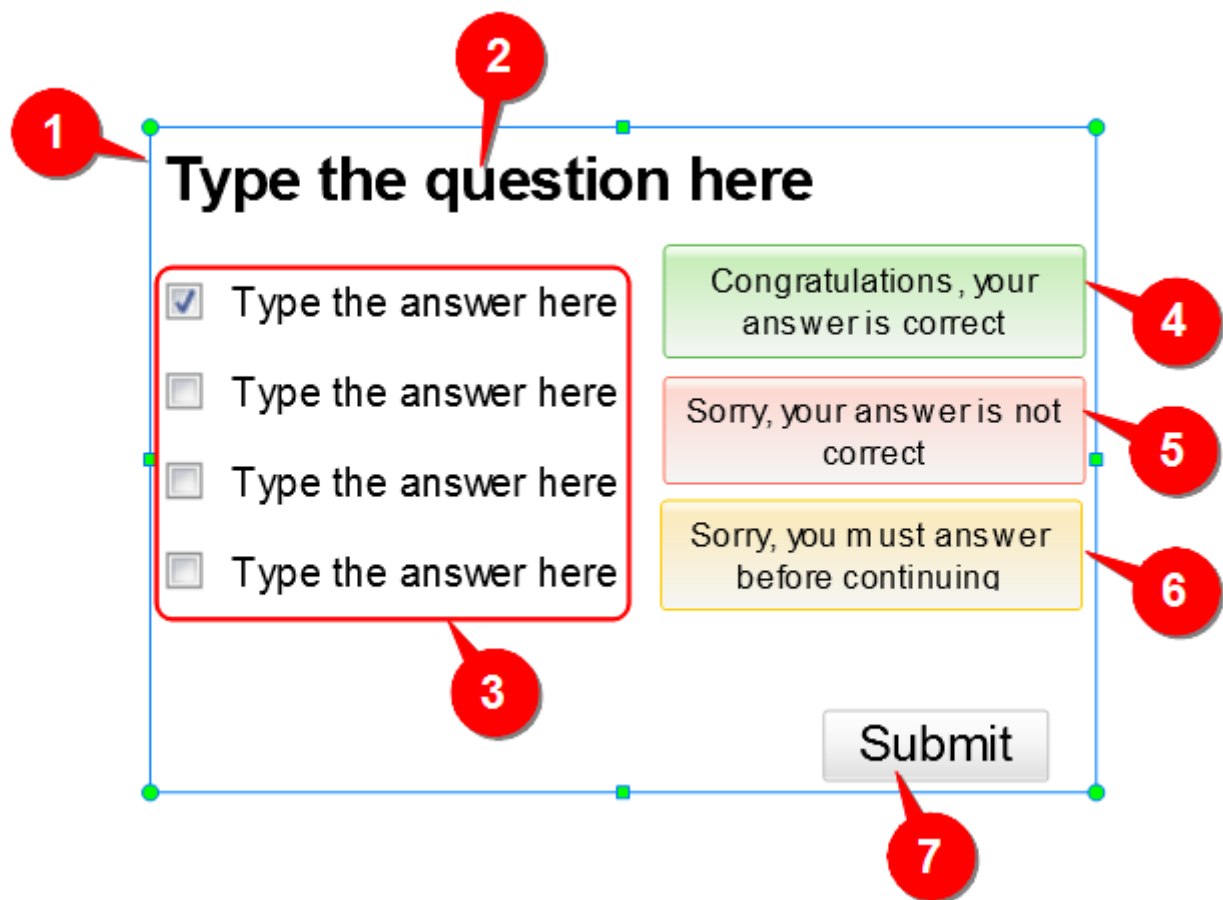 2
1
Type the question here
Type the answer here
Type the answer here
Type the answer here
Type the answer here
3
Congratulations, your
answer is correct
4
Sorry, your answer is not
correct
5
Sorry, you must answer
before continuing
6
Submit
7